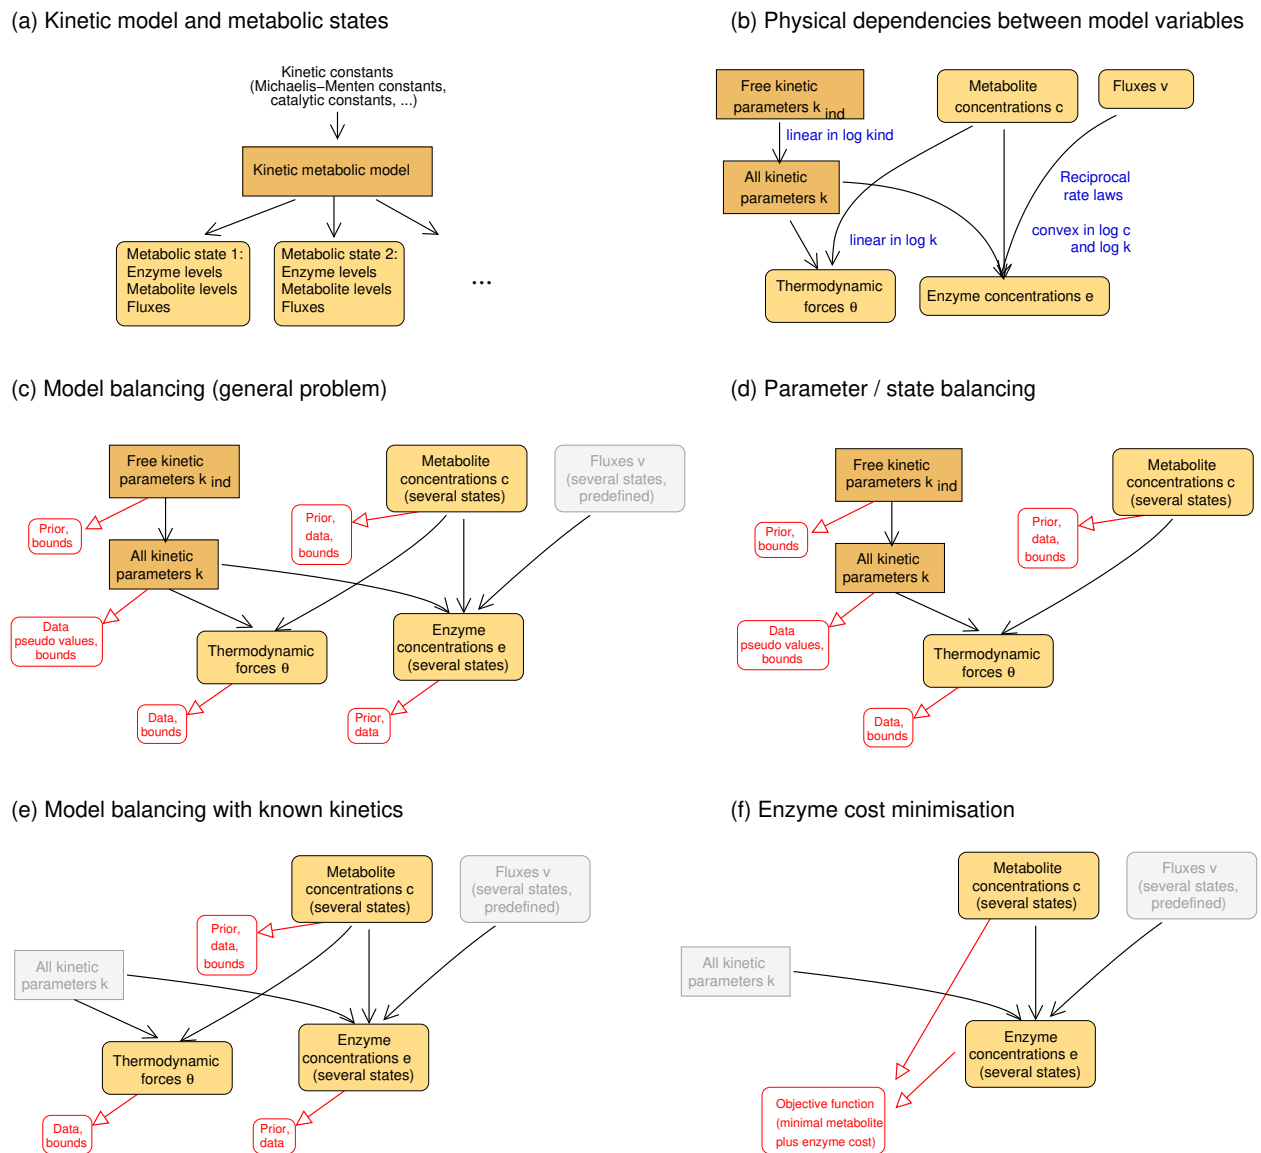 (a) Kinetic model and metabolic states
Kinetic constants
(Michaelis−Menten constants,
catalytic constants, ...)
Kinetic metabolic model
Metabolic state 1:
Enzyme levels
Metabolite levels
Fluxes
Metabolic state 2:
Enzyme levels
Metabolite levels
Fluxes
...
(b) Physical dependencies between model variables
Free kinetic
parameters k ind
Metabolite
concentrations c
Fluxes v
linear in log kind
All kinetic
parameters k
Reciprocal
rate laws
linear in log k
convex in log c
and log k
Thermodynamic
forces θ
Enzyme concentrations e
(c) Model balancing (general problem)
Free kinetic
parameters k ind
Metabolite
concentrations c
(several states)
Fluxes v
(several states,
predefined)
Prior,
bounds
Prior,
data,
bounds
All kinetic
parameters k
Data
pseudo values,
bounds
Thermodynamic
forces θ
Enzyme
concentrations e
(several states)
Data,
bounds
Prior,
data
(d) Parameter / state balancing
Free kinetic
parameters k ind
Metabolite
concentrations c
(several states)
Prior,
bounds
Prior,
data,
bounds
All kinetic
parameters k
Data
pseudo values,
bounds
Thermodynamic
forces θ
Data,
bounds
(e) Model balancing with known kinetics
Metabolite
concentrations c
(several states)
Fluxes v
(several states,
predefined)
Prior,
data,
bounds
All kinetic
parameters k
Thermodynamic
forces θ
Enzyme
concentrations e
(several states)
Data,
bounds
Prior,
data
(f) Enzyme cost minimisation
Metabolite
concentrations c
(several states)
Fluxes v
(several states,
predefined)
All kinetic
parameters k
Enzyme
concentrations e
(several states)
Objective function
(minimal metabolite
plus enzyme cost)